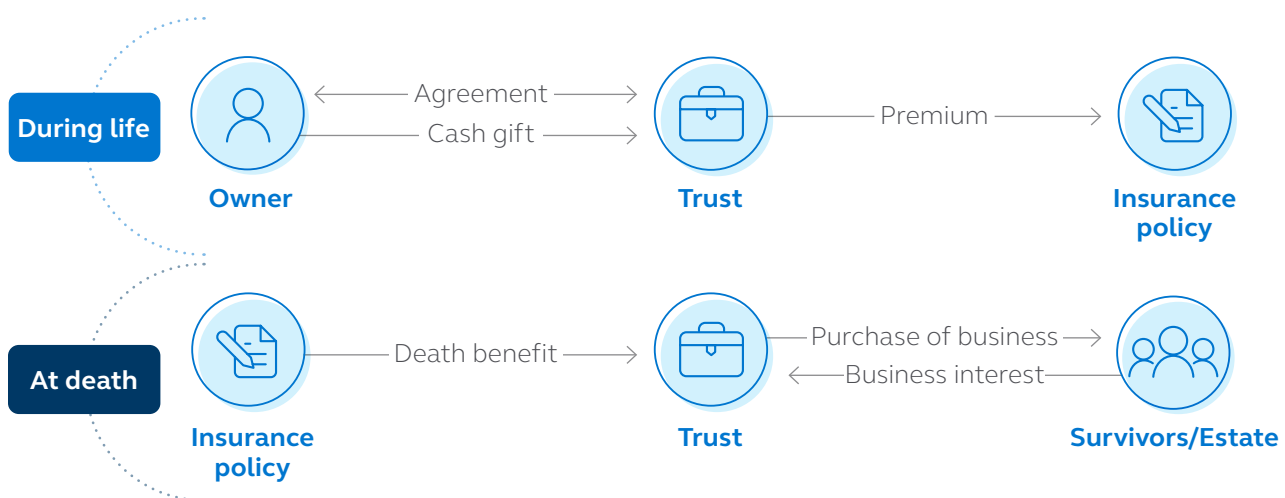 During life
Agreement
Cash gift
Premium
Owner
Trust
Insurance
policy
At death
Death benefit
Purchase of business
Business interest
Insurance
policy
Trust
Survivors/Estate